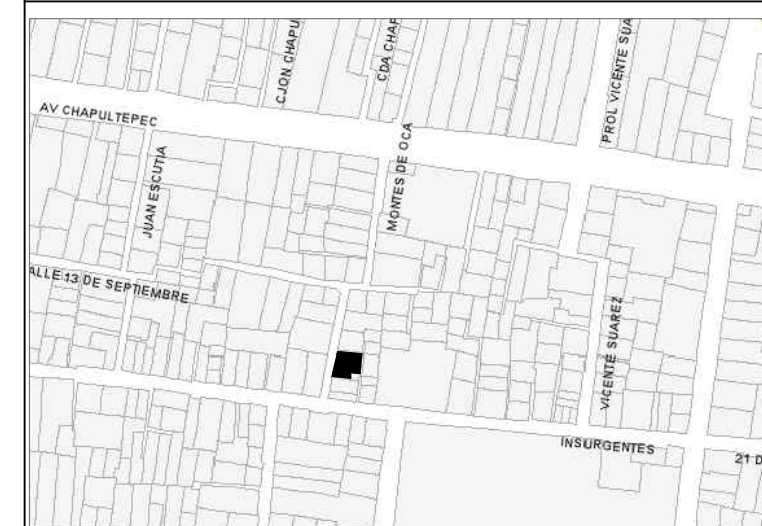 CJON CHAPU
CDA CHAP
PROL VICENTE SUA
AV CHAPULTEPEC
JUAN ESCUTIA
MONTES DE OCA
ALLE 13 DE SEPTIEMBRE
VICENTE SUAREZ
INSURGENTES
21 D